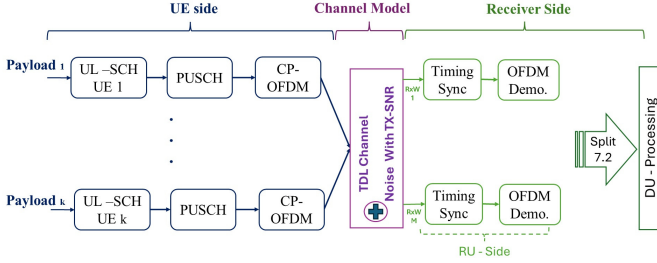 UE side
Channel Model
Receiver Side
Payload 1
UL –SCH
UE 1
PUSCH
CP-
OFDM
TDL Channel
Noise With TX-SNR
RxW
1
Timing
Sync
OFDM
Demo.
Split
7.2
DU - Processing
Payload k
UL –SCH
UE k
PUSCH
CP-
OFDM
RxW
M
Timing
Sync
OFDM
Demo.
RU - Side